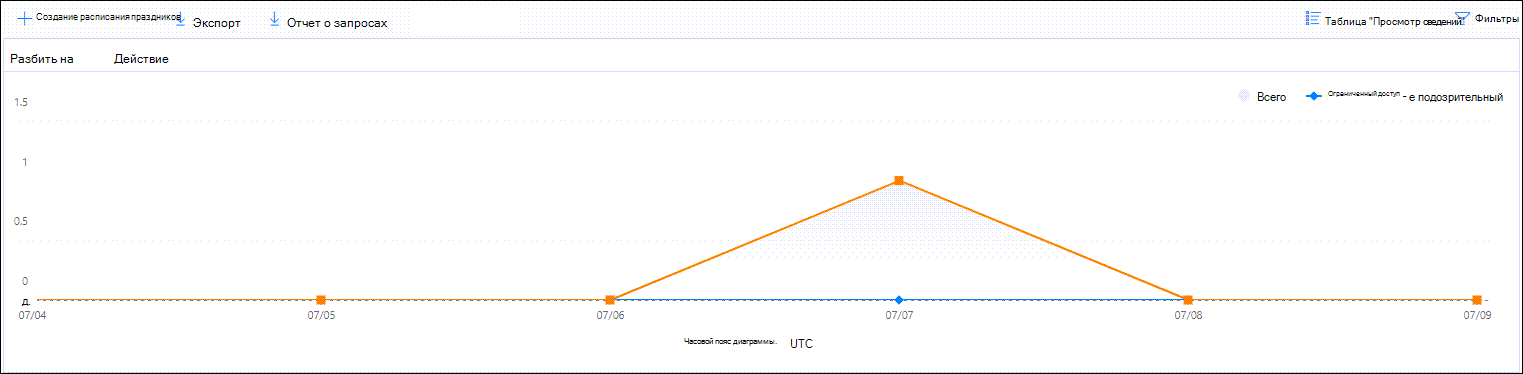 Создание расписания праздников Экспорт Отчет о запросах Таблица "Просмотр сведений" Фильтры
Разбить на Действие
Всего Ограниченный доступ - е подозрительный
1.5
1
0.5
0
д.
07/04 07/05 07/06 07/07 07/08 07/09
Часовой пояс диаграммы. UTC